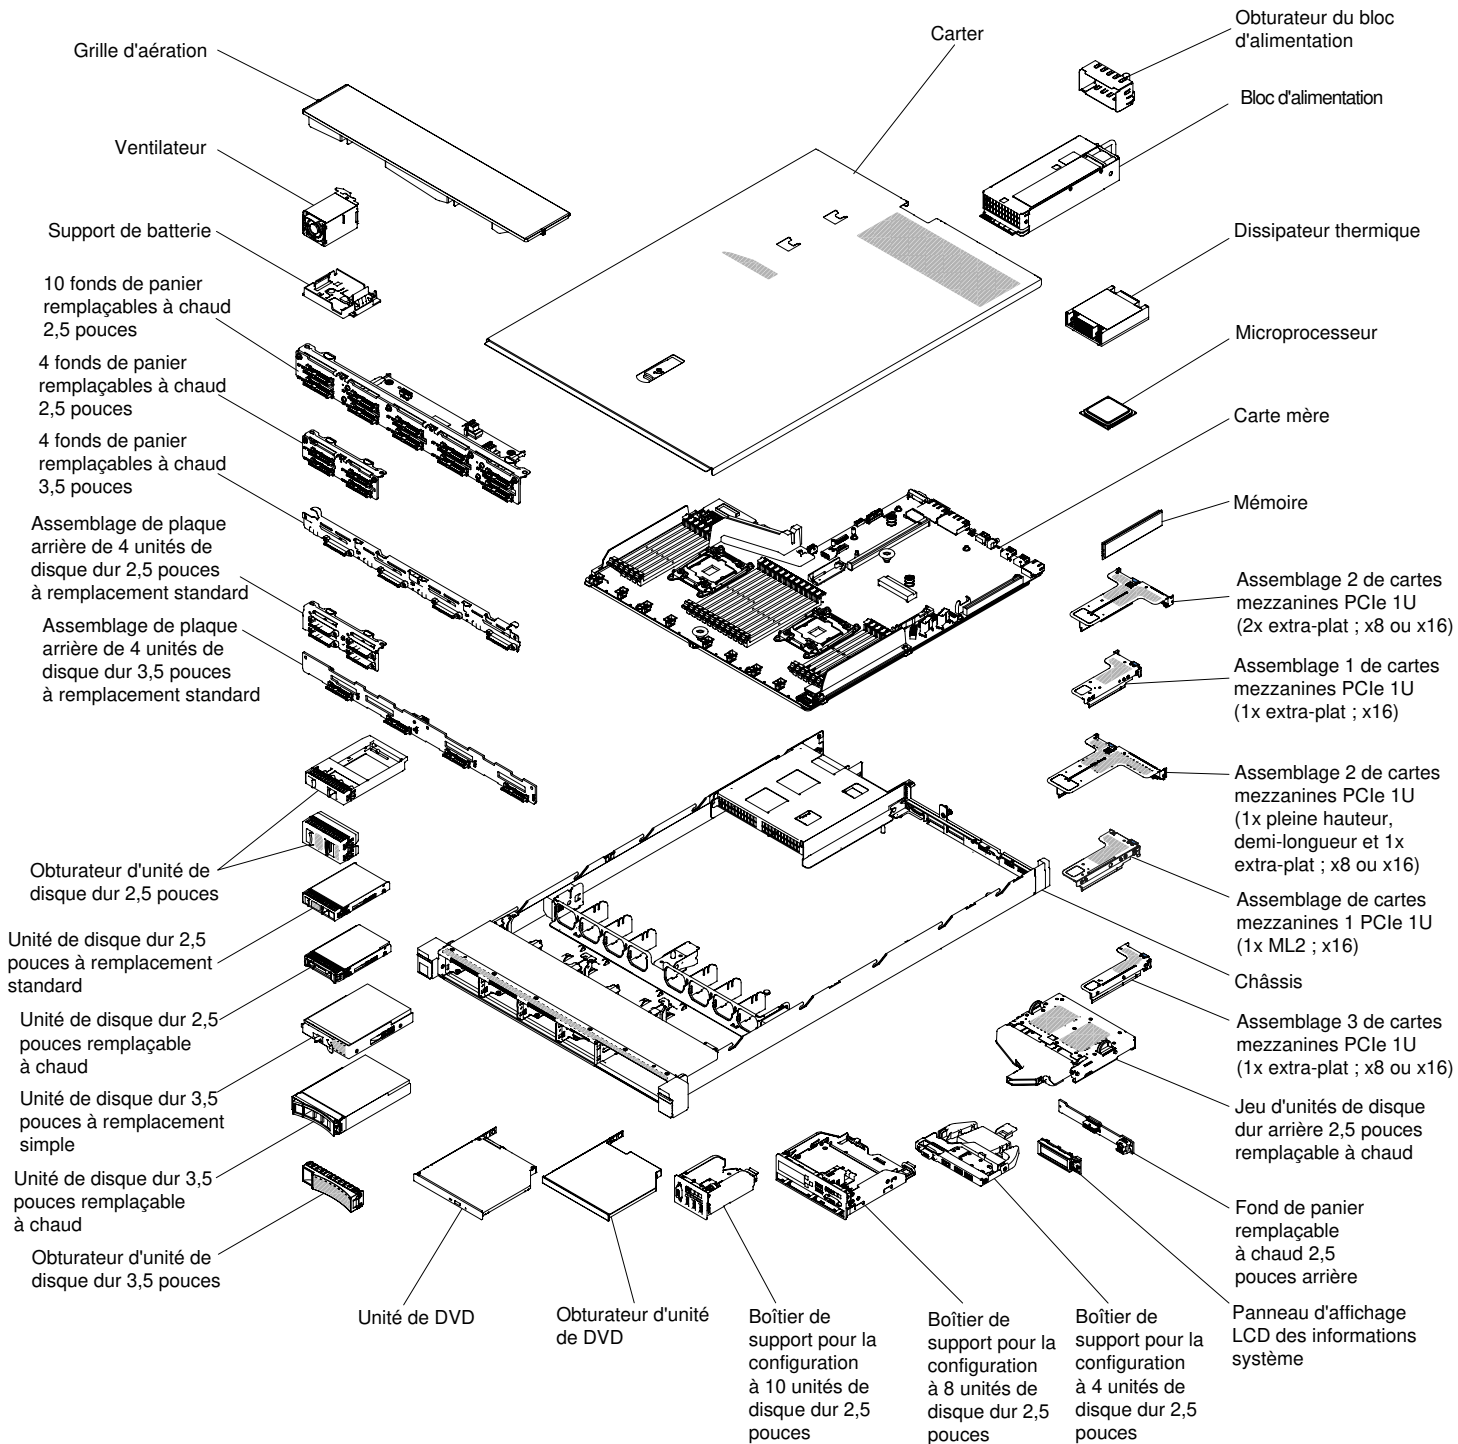 Grille d'aération
Ventilateur
Support de batterie
10 fonds de panier
remplaçables à chaud
2,5 pouces
4 fonds de panier
remplaçables à chaud
2,5 pouces
4 fonds de panier
remplaçables à chaud
3,5 pouces
Assemblage de plaque
arrière de 4 unités de
disque dur 2,5 pouces
à remplacement standard
Assemblage de plaque
arrière de 4 unités de
disque dur 3,5 pouces
à remplacement standard
Obturateur d'unité de
disque dur 2,5 pouces
Unité de disque dur 2,5
pouces à remplacement
standard
Unité de disque dur 2,5
pouces remplaçable
à chaud
Unité de disque dur 3,5
pouces à remplacement
simple
Unité de disque dur 3,5
pouces remplaçable
à chaud
Obturateur d'unité de
disque dur 3,5 pouces
Unité de DVD
Obturateur d'unité
de DVD
Boîtier de
support pour la
configuration
à 10 unités de
disque dur 2,5
pouces
Boîtier de
support pour la
configuration
à 8 unités de
disque dur 2,5
pouces
Boîtier de
support pour la
configuration
à 4 unités de
disque dur 2,5
pouces
Carter
Obturateur du bloc
d'alimentation
Bloc d'alimentation
Dissipateur thermique
Microprocesseur
Carte mère
Mémoire
Assemblage 2 de cartes
mezzanines PCIe 1U
(2x extra-plat ; x8 ou x16)
Assemblage 1 de cartes
mezzanines PCIe 1U
(1x extra-plat ; x16)
Assemblage 2 de cartes
mezzanines PCIe 1U
(1x pleine hauteur,
demi-longueur et 1x
extra-plat ; x8 ou x16)
Assemblage de cartes
mezzanines 1 PCIe 1U
(1x ML2 ; x16)
Châssis
Assemblage 3 de cartes
mezzanines PCIe 1U
(1x extra-plat ; x8 ou x16)
Jeu d'unités de disque
dur arrière 2,5 pouces
remplaçable à chaud
Fond de panier
remplaçable
à chaud 2,5
pouces arrière
Panneau d'affichage
LCD des informations
système